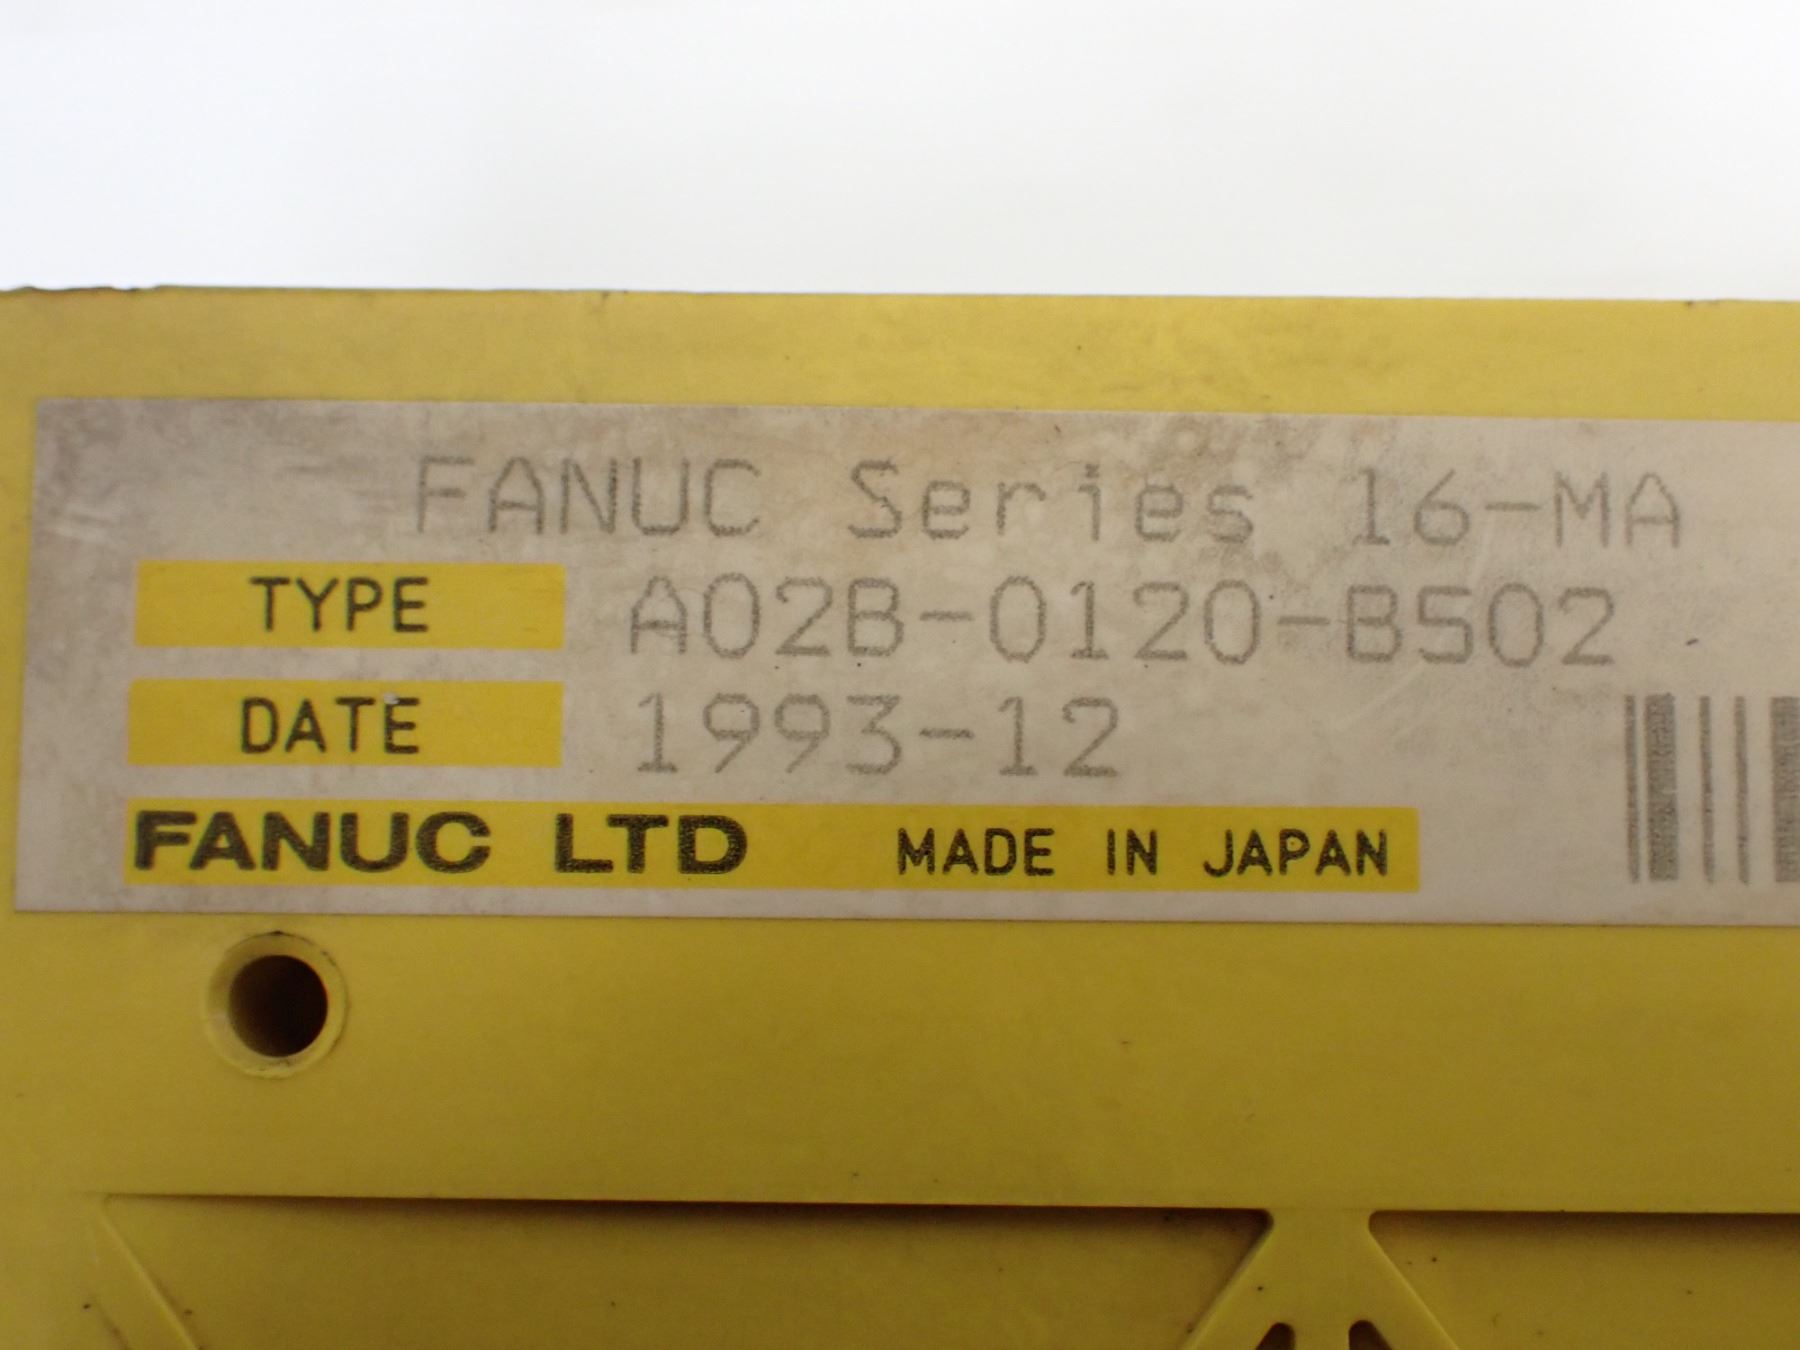 FANUC Series 16-MA
TYPE A02B-0120-B502
DATE 1993-12
FANUC LTD MADE IN JAPAN